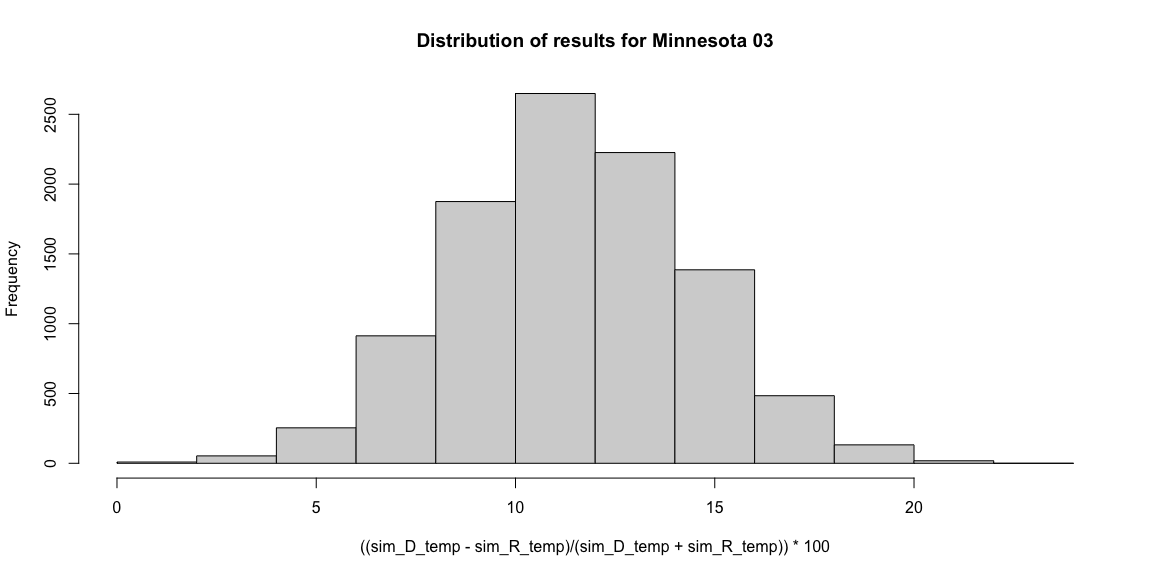 Distribution of results for Minnesota 03
Frequency
2500
2000
1500
1000
500
0
0 5 10 15 20
((sim_D_temp - sim_R_temp)/(sim_D_temp + sim_R_temp)) * 100